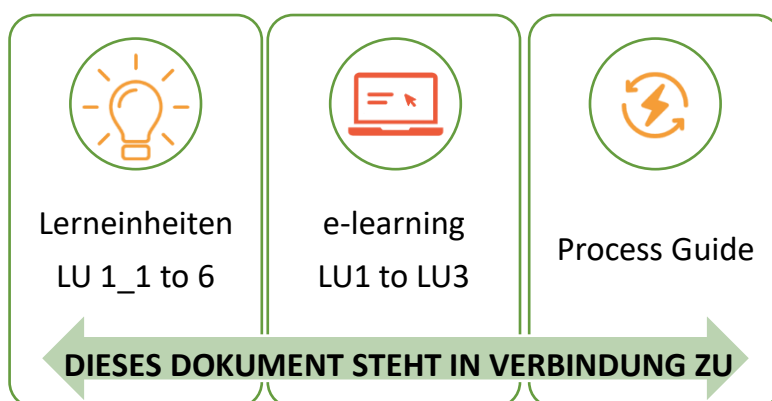 Lerneinheiten
LU 1_1 to 6
e-learning
LU1 to LU3
Process Guide
DIESES DOKUMENT STEHT IN VERBINDUNG ZU